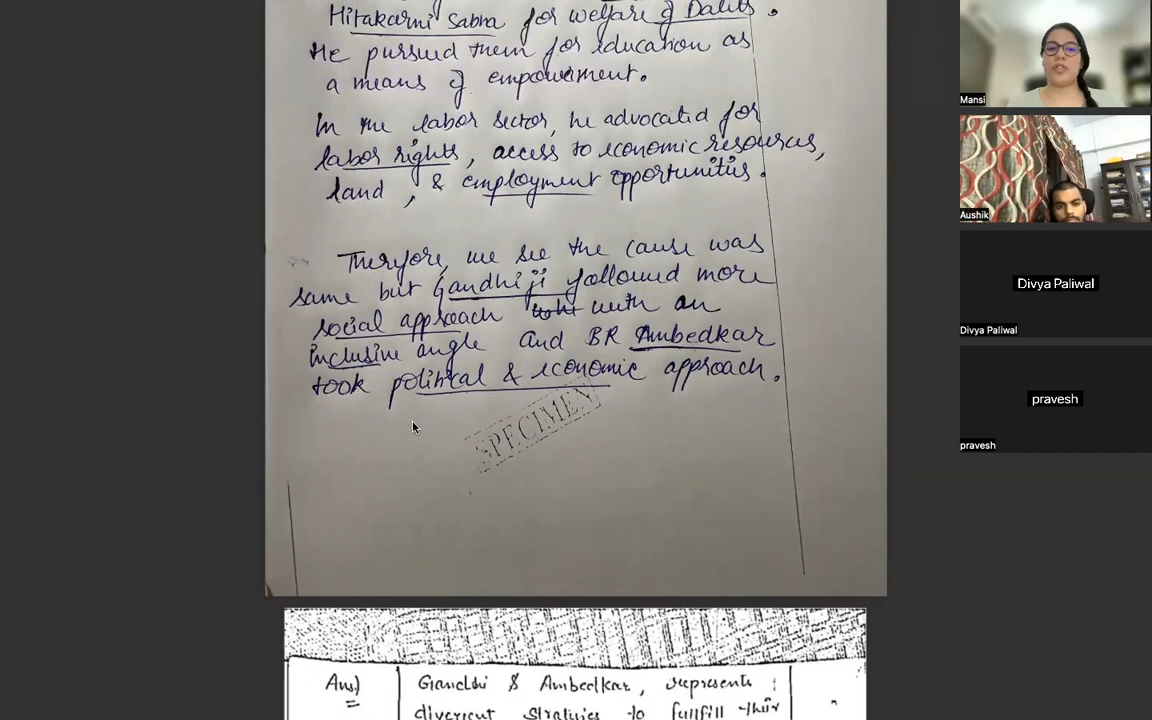 Hitakarni Sabha for welfare of Dalits .
He pursued them for education as
a means of empowerment.
In the labor sector, he advocated for
labor rights, access to economic resources,
land , & employment opportunities.
Therefore, we see the cause was
same but Gandhiji followed more
social approach with an
inclusive angle and BR Ambedkar
took political & economic approach.
SPECIMEN
Ans)
Gandhi & Ambedkar, represents
divergent strategies to fullfill their
Mansi
Aushik
Divya Paliwal
Divya Paliwal
pravesh
pravesh